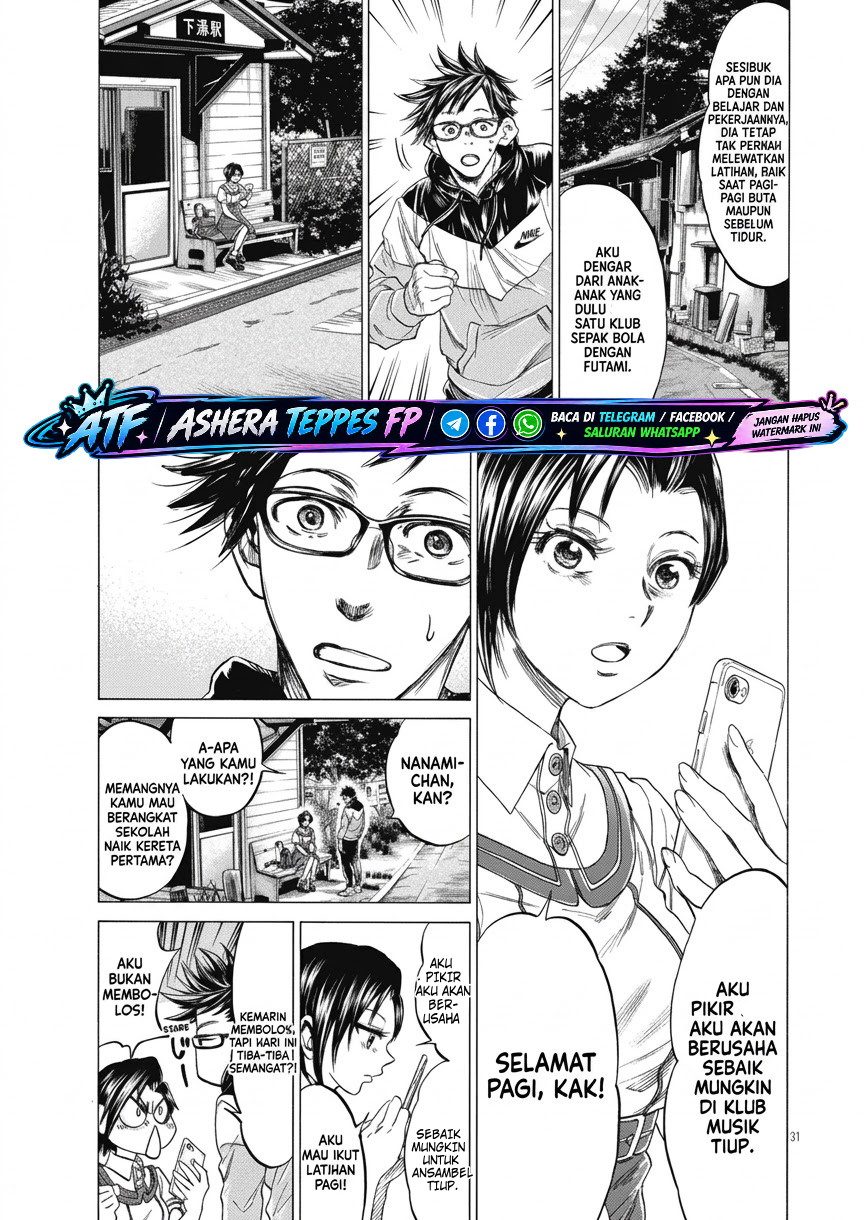 下湯駅
SESIBUK
APA PUN DIA
DENGAN
BELAJAR DAN
PEKERJAANNYA,
DIA TETAP
TAK PERNAH
MELEWATKAN
LATIHAN, BAIK
SAAT PAGI-
PAGI BUTA
MAUPUN
SEBELUM
TIDUR.
NIKE
AKU
DENGAR
DARI ANAK-
ANAK YANG
DULU
SATU KLUB
SEPAK BOLA
DENGAN
FUTAMI.
ATF
ASHERA TEPPES FP
BACA DI TELEGRAM / FACEBOOK /
SALURAN WHATSAPP
JANGAN HAPUS
WATERMARK INI
NANAMI-
CHAN,
KAN?
A-APA
YANG KAMU
LAKUKAN?!
MEMANGNYA
KAMU MAU
BERANGKAT
SEKOLAH
NAIK KERETA
PERTAMA?
SELAMAT
PAGI, KAK!
AKU
PIKIR
AKU AKAN
BERUSAHA
SEBAIK
MUNGKIN
DI KLUB
MUSIK
TIUP.
AKU
PIKIR
AKU AKAN
BER-
USAHA
SEBAIK
MUNGKIN
UNTUK
ANSAMBEL
TIUP.
AKU
MAU IKUT
LATIHAN
PAGI!
KEMARIN
MEMBOLOS,
TAPI HARI INI
TIBA-TIBA
SEMANGAT?!
STARE
AKU
BUKAN
MEMBO-
LOS!
31